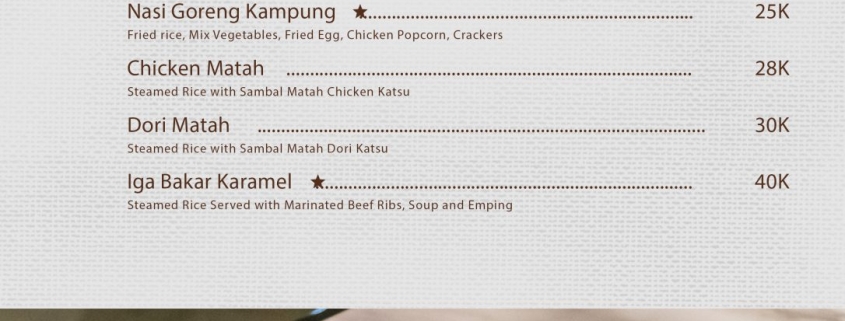 Nasi Goreng Kampung ★ 25K
Fried rice, Mix Vegetables, Fried Egg, Chicken Popcorn, Crackers
Chicken Matah 28K
Steamed Rice with Sambal Matah Chicken Katsu
Dori Matah 30K
Steamed Rice with Sambal Matah Dori Katsu
Iga Bakar Karamel ★ 40K
Steamed Rice Served with Marinated Beef Ribs, Soup and Emping